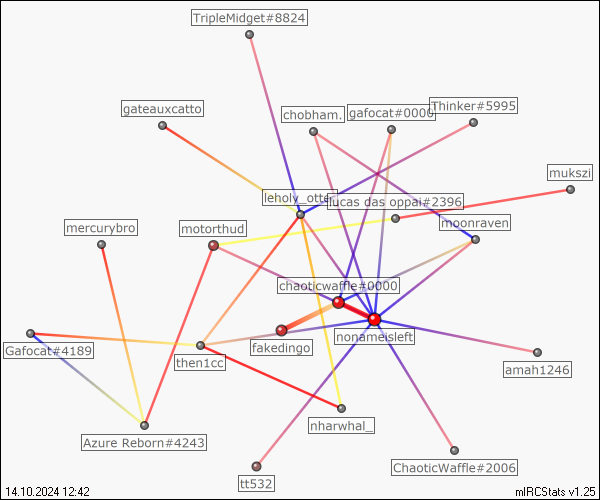 TripleMidget#8824
gateauxcatto
chobham.
gafocat#0000
Thinker#5995
mukszi
leholy_otte
lucas das oppai#2396
mercurybro
motorthud
moonraven
chaoticwaffle#0000
nonameisleft
fakedingo
Gafocat#4189
then1cc
amah1246
nharwhal_
Azure Reborn#4243
ChaoticWaffle#2006
tt532
14.10.2024 12:42
mIRCStats v1.25